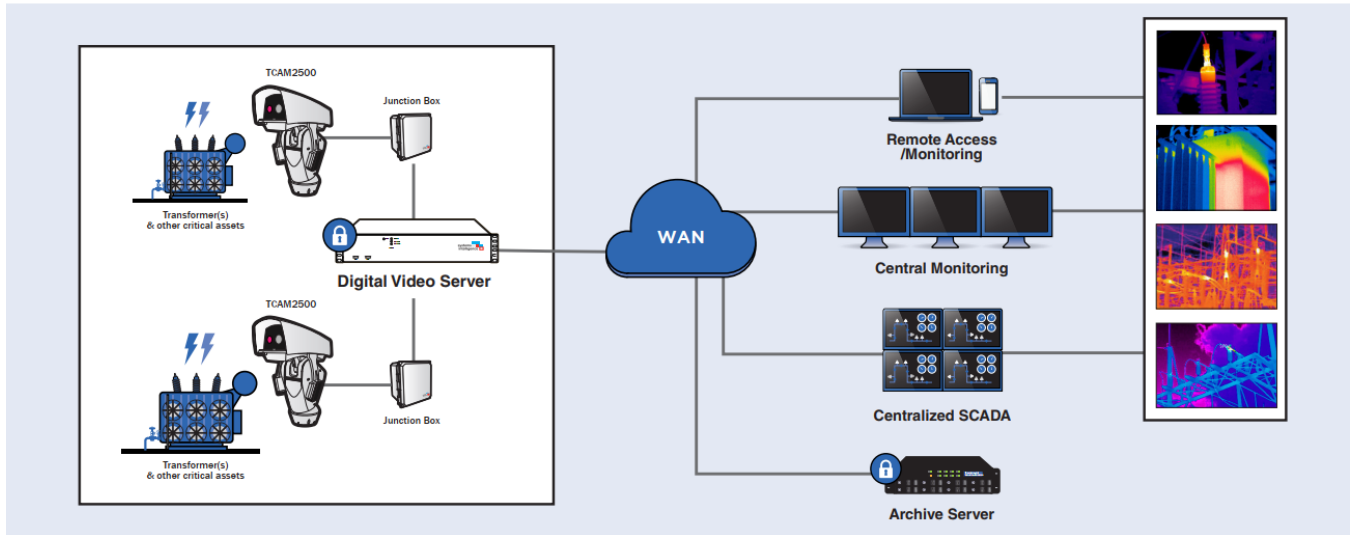 TCAM2500
Junction Box
Transformer(s)
& other critical assets
Digital Video Server
TCAM2500
Junction Box
Transformer(s)
& other critical assets
WAN
Remote Access
/Monitoring
Central Monitoring
Centralized SCADA
Archive Server